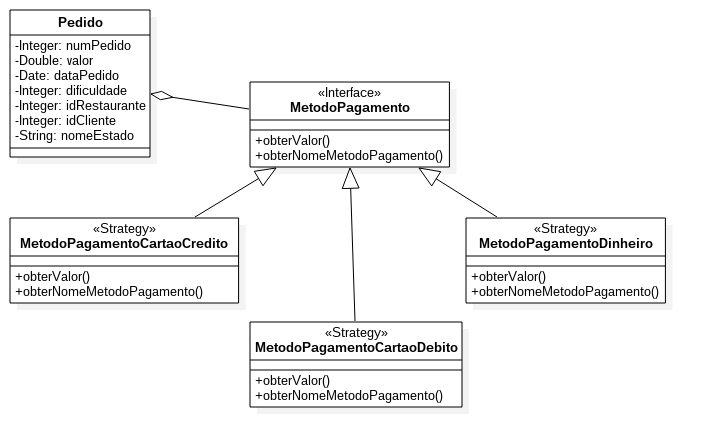 Pedido
-Integer: numPedido
-Double: valor
-Date: dataPedido
-Integer: dificuldade
-Integer: idRestaurante
-Integer: idCliente
-String: nomeEstado
«Interface»
MetodoPagamento
+obterValor()
+obterNomeMetodoPagamento()
«Strategy»
MetodoPagamentoCartaoCredito
+obterValor()
+obterNomeMetodoPagamento()
«Strategy»
MetodoPagamentoDinheiro
+obterValor()
+obterNomeMetodoPagamento()
«Strategy»
MetodoPagamentoCartaoDebito
+obterValor()
+obterNomeMetodoPagamento()